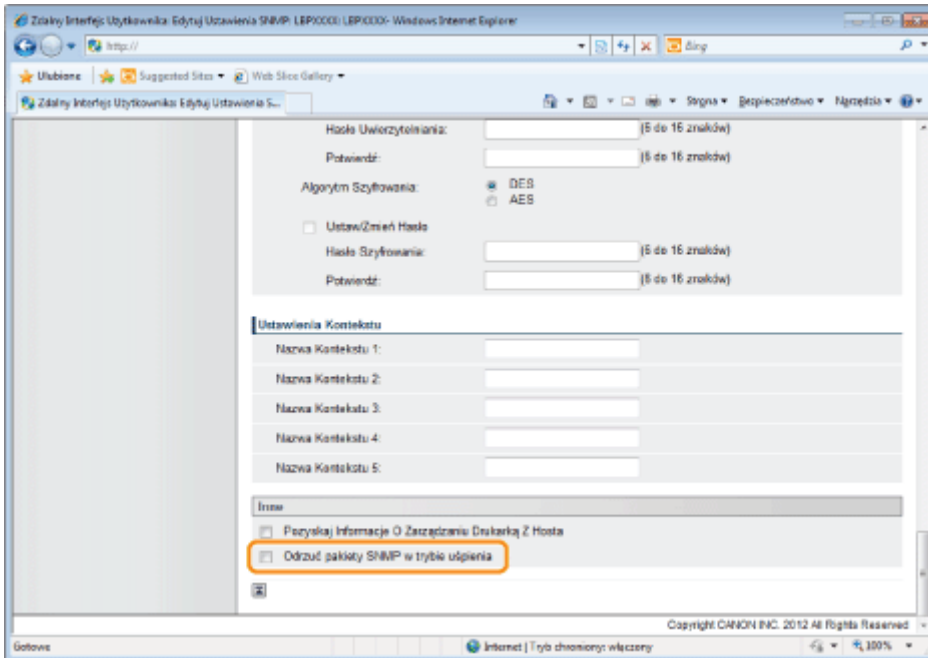 Zdalny Interfejs Użytkownika: Edytuj Ustawienia SNMP: LBPXXXX: LBPXXXX- Windows Internet Explorer
http://
Bing
Ulubione Suggested Sites Web Slice Gallery
Zdalny Interfejs Użytkownika: Edytuj Ustawienia S... Strona Bezpieczeństwo Narzędzia
Hasło Uwierzytelniania: (6 do 16 znaków)
Potwierdź: (6 do 16 znaków)
Algorytm Szyfrowania: DES
AES
Ustaw/Zmień Hasło
Hasło Szyfrowania: (6 do 16 znaków)
Potwierdź: (6 do 16 znaków)
Ustawienia Kontekstu
Nazwa Kontekstu 1:
Nazwa Kontekstu 2:
Nazwa Kontekstu 3:
Nazwa Kontekstu 4:
Nazwa Kontekstu 5:
Inne
Pozyskaj Informacje O Zarządzaniu Drukarką Z Hosta
Odrzuć pakiety SNMP w trybie uśpienia
Copyright CANON INC. 2012 All Rights Reserved
Gotowe Internet | Tryb chroniony: włączony 100%